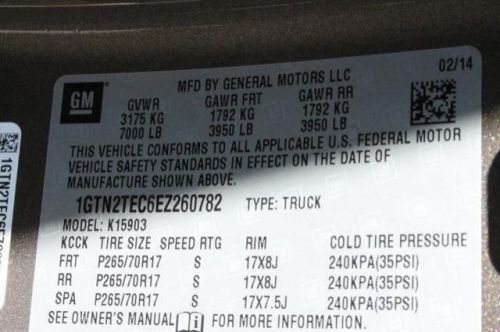 GM
MFD BY GENERAL MOTORS LLC 02/14
GVWR GAWR FRT GAWR RR
3175 KG 1792 KG 1792 KG
7000 LB 3950 LB 3950 LB
THIS VEHICLE CONFORMS TO ALL APPLICABLE U.S. FEDERAL MOTOR
VEHICLE SAFETY STANDARDS IN EFFECT ON THE DATE OF
MANUFACTURE SHOWN ABOVE.
1GTN2TEC6EZ260782 TYPE: TRUCK
MODEL: K15903
KCCK TIRE SIZE SPEED RTG RIM COLD TIRE PRESSURE
FRT P265/70R17 S 17X8J 240KPA(35PSI)
RR P265/70R17 S 17X8J 240KPA(35PSI)
SPA P265/70R17 S 17X7.5J 240KPA(35PSI)
SEE OWNER'S MANUAL FOR MORE INFORMATION.